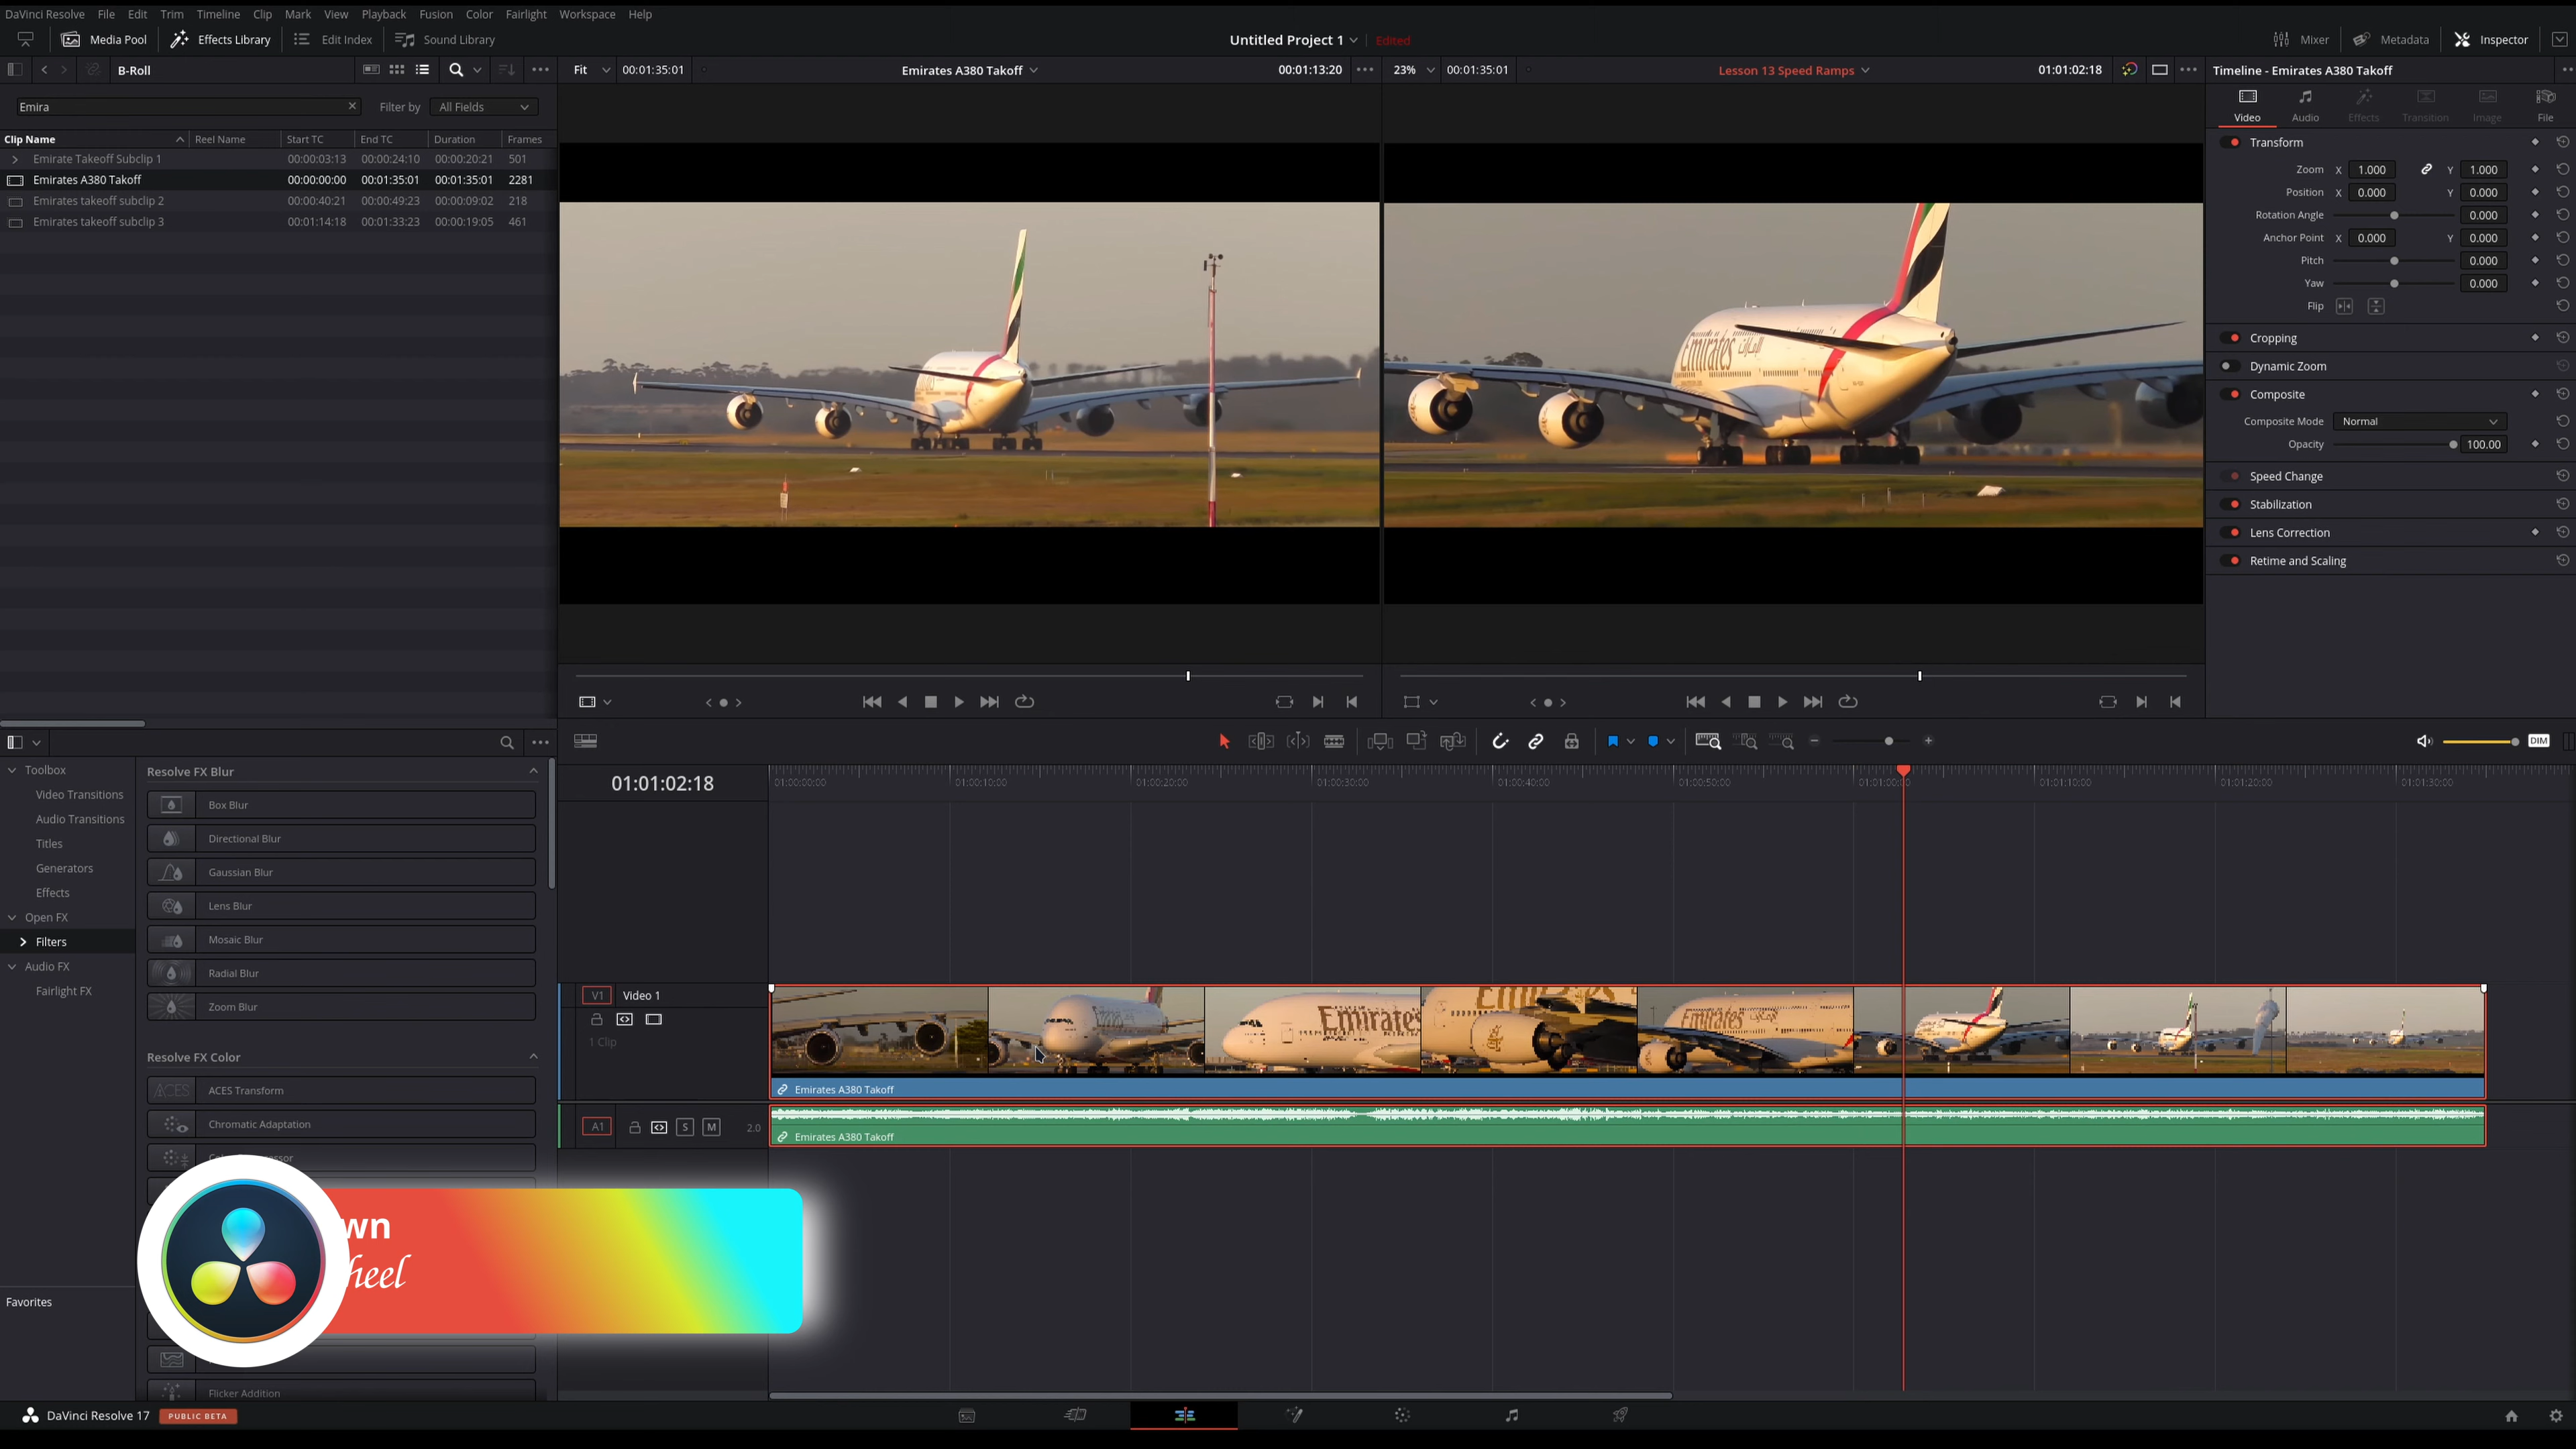 DaVinci Resolve File Edit Trim Timeline Clip Mark View Playback Fusion Color Fairlight Workspace Help
Media Pool Effects Library Edit Index Sound Library
Untitled Project 1 Edited
Mixer Metadata Inspector
B-Roll
Fit 00:01:35:01 Emirates A380 Takoff 00:01:13:20
23% 00:01:35:01 Lesson 13 Speed Ramps 01:01:02:18
Timeline - Emirates A380 Takoff
Emira Filter by All Fields
Clip Name Reel Name Start TC End TC Duration Frames
Emirate Takeoff Subclip 1 00:00:03:13 00:00:24:10 00:00:20:21 501
Emirates A380 Takoff 00:00:00:00 00:01:35:01 00:01:35:01 2281
Emirates takeoff subclip 2 00:00:40:21 00:00:49:23 00:00:09:02 218
Emirates takeoff subclip 3 00:01:14:18 00:01:33:23 00:00:19:05 461
Emirates الإمارات
Video Audio Effects Transition Image File
Transform
Zoom X 1.000 Y 1.000
Position X 0.000 Y 0.000
Rotation Angle 0.000
Anchor Point X 0.000 Y 0.000
Pitch 0.000
Yaw 0.000
Flip
Cropping
Dynamic Zoom
Composite
Composite Mode Normal
Opacity 100.00
Speed Change
Stabilization
Lens Correction
Retime and Scaling
DIM
Toolbox
Video Transitions
Audio Transitions
Titles
Generators
Effects
Open FX
Filters
Audio FX
Fairlight FX
Favorites
Resolve FX Blur
Box Blur
Directional Blur
Gaussian Blur
Lens Blur
Mosaic Blur
Radial Blur
Zoom Blur
Resolve FX Color
ACES ACES Transform
Chromatic Adaptation
Flicker Addition
01:01:02:18
01:00:00:00 01:00:10:00 01:00:20:00 01:00:30:00 01:00:40:00 01:00:50:00 01:01:00:00 01:01:10:00 01:01:20:00 01:01:30:00
V1 Video 1
1 Clip
Emirates
Emirates
Emirates
Emirates A380 Takoff
A1 S M 2.0
Emirates A380 Takoff
wn
heel
DaVinci Resolve 17 PUBLIC BETA